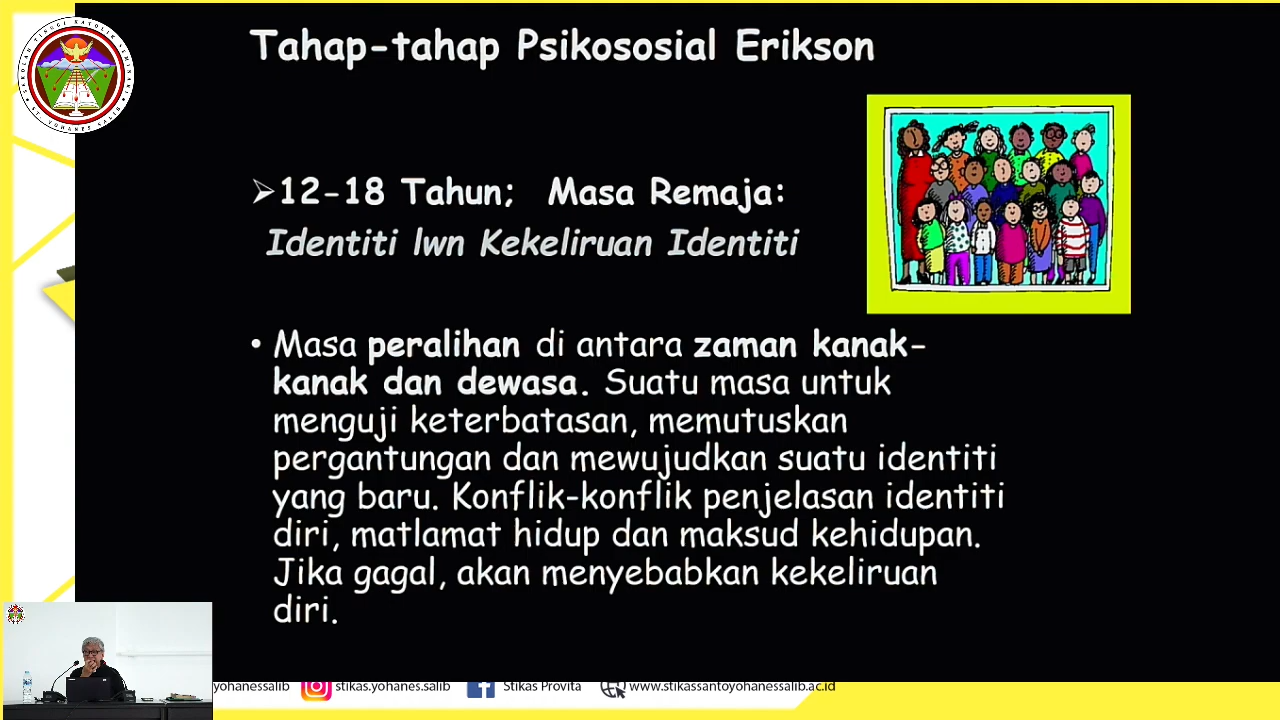 Tahap-tahap Psikososial Erikson
➢12-18 Tahun; Masa Remaja:
Identiti lwn Kekeliruan Identiti
• Masa peralihan di antara zaman kanak-
kanak dan dewasa. Suatu masa untuk
menguji keterbatasan, memutuskan
pergantungan dan mewujudkan suatu identiti
yang baru. Konflik-konflik penjelasan identiti
diri, matlamat hidup dan maksud kehidupan.
Jika gagal, akan menyebabkan kekeliruan
diri.
yohanessalib stikas.yohanes.salib Stikas Provita www.stikassantoyohanessalib.ac.id